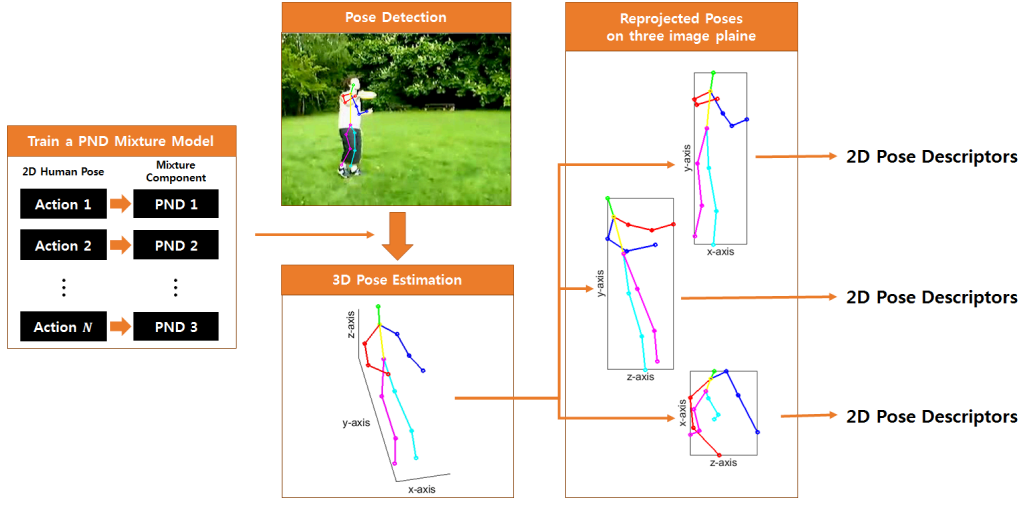 Train a PND Mixture Model
2D Human Pose
Mixture
Component
Action 1
PND 1
Action 2
PND 2
⋮
⋮
Action N
PND 3
Pose Detection
3D Pose Estimation
z-axis
y-axis
x-axis
Reprojected Poses
on three image plaine
y-axis
x-axis
y-axis
z-axis
x-axis
z-axis
2D Pose Descriptors
2D Pose Descriptors
2D Pose Descriptors